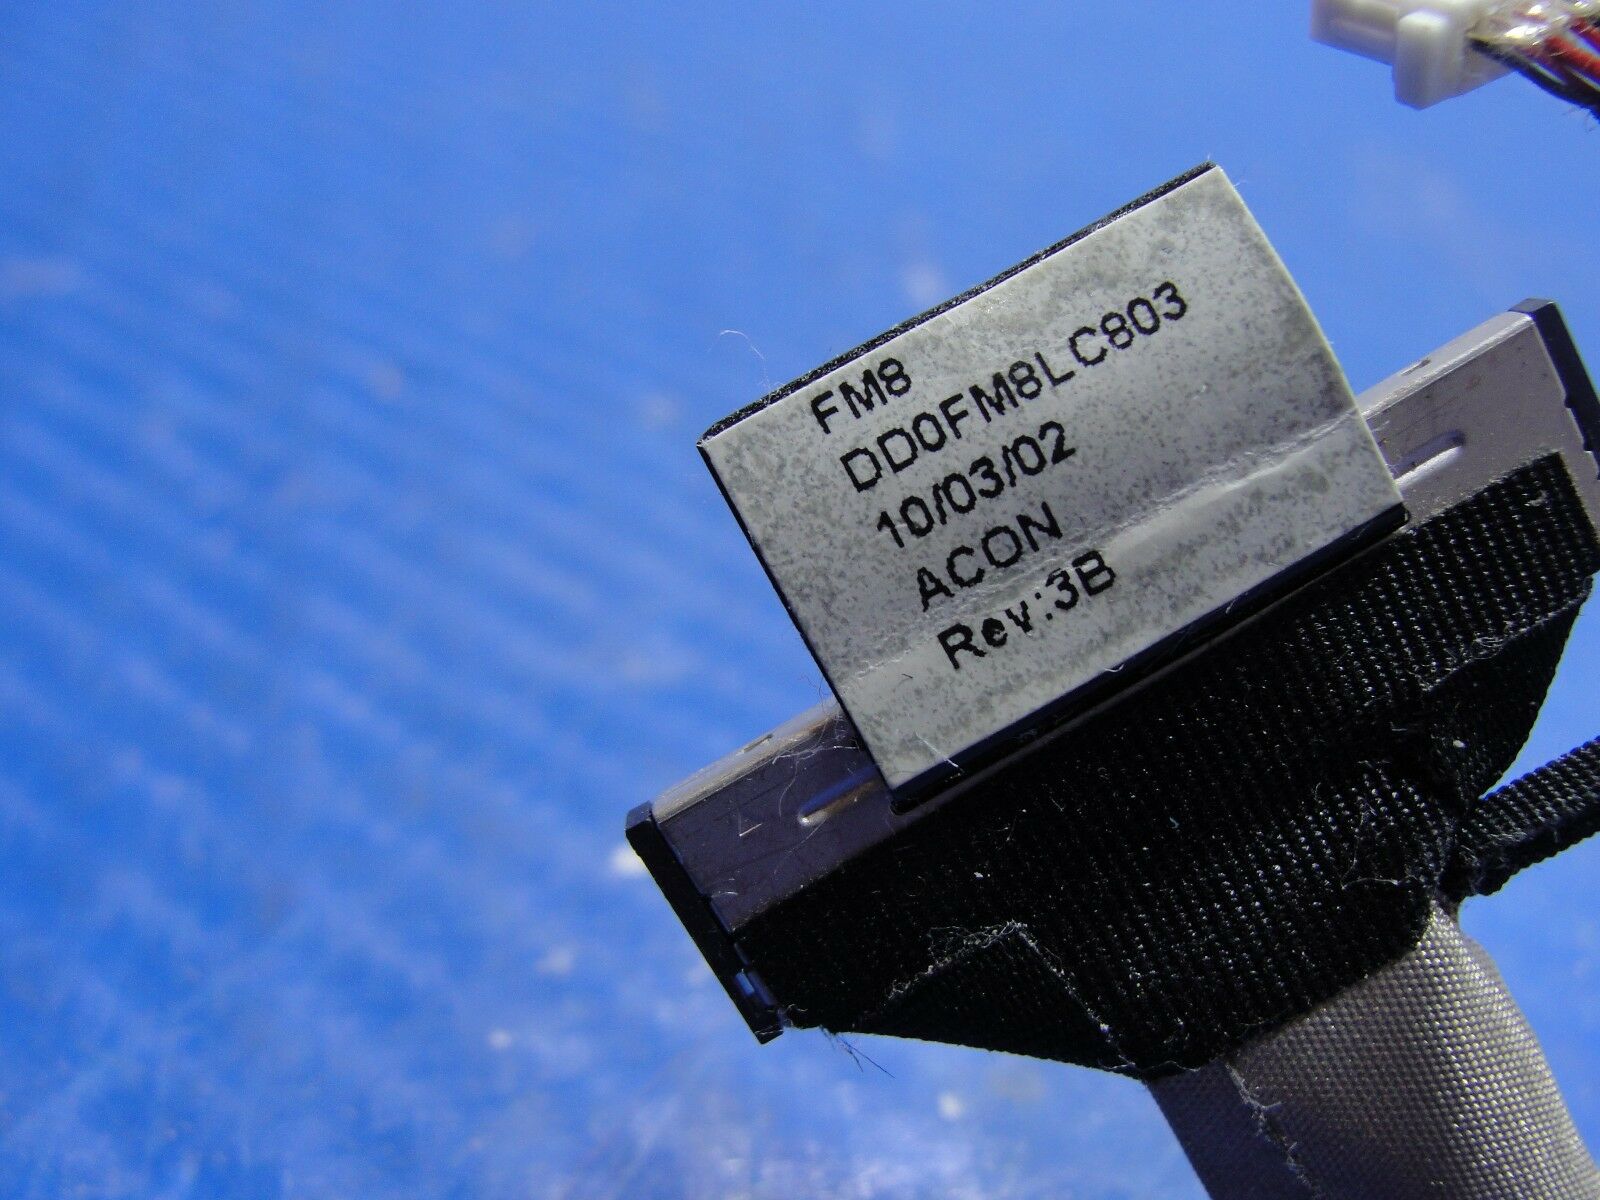 FM8
DD0FM8LC803
10/03/02
ACON
Rev:3B